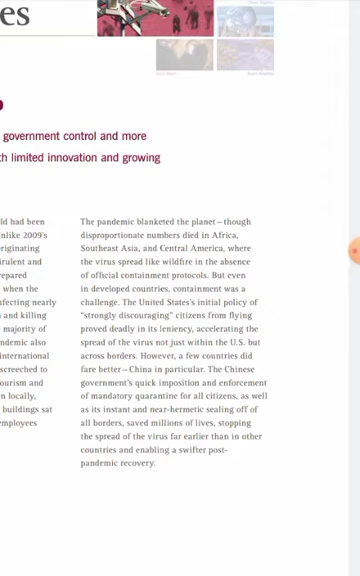 es
government control and more
th limited innovation and growing
ld had been
nlike 2009's
originating
virulent and
repared
when the
nfecting nearly
and killing
majority of
ndemic also
international
screeched to
ourism and
n locally,
buildings sat
employees
The pandemic blanketed the planet—though
disproportionate numbers died in Africa,
Southeast Asia, and Central America, where
the virus spread like wildfire in the absence
of official containment protocols. But even
in developed countries, containment was a
challenge. The United States's initial policy of
“strongly discouraging” citizens from flying
proved deadly in its leniency, accelerating the
spread of the virus not just within the U.S. but
across borders. However, a few countries did
fare better—China in particular. The Chinese
government's quick imposition and enforcement
of mandatory quarantine for all citizens, as well
as its instant and near-hermetic sealing off of
all borders, saved millions of lives, stopping
the spread of the virus far earlier than in other
countries and enabling a swifter post-
pandemic recovery.